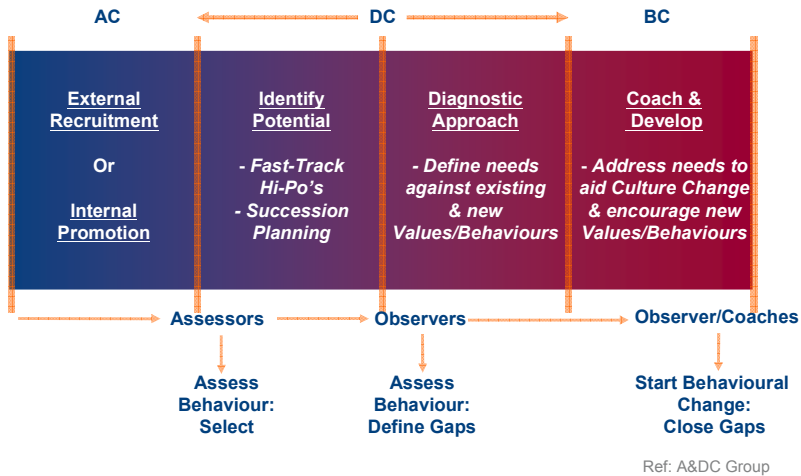 AC
DC
BC
External
Recruitment
Or
Internal
Promotion
Identify
Potential
- Fast-Track
Hi-Po's
- Succession
Planning
Diagnostic
Approach
- Define needs
against existing
& new
Values/Behaviours
Coach &
Develop
- Address needs to
aid Culture Change
& encourage new
Values/Behaviours
Assessors
Observers
Observer/Coaches
Assess
Behaviour:
Select
Assess
Behaviour:
Define Gaps
Start Behavioural
Change:
Close Gaps
Ref: A&DC Group